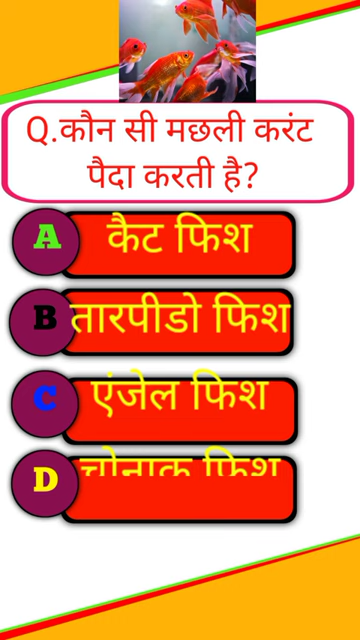 Q.कौन सी मछली करंट
पैदा करती है?
A कैट फिश
B तारपीडो फिश
C एंजेल फिश
D चोनाक फिश